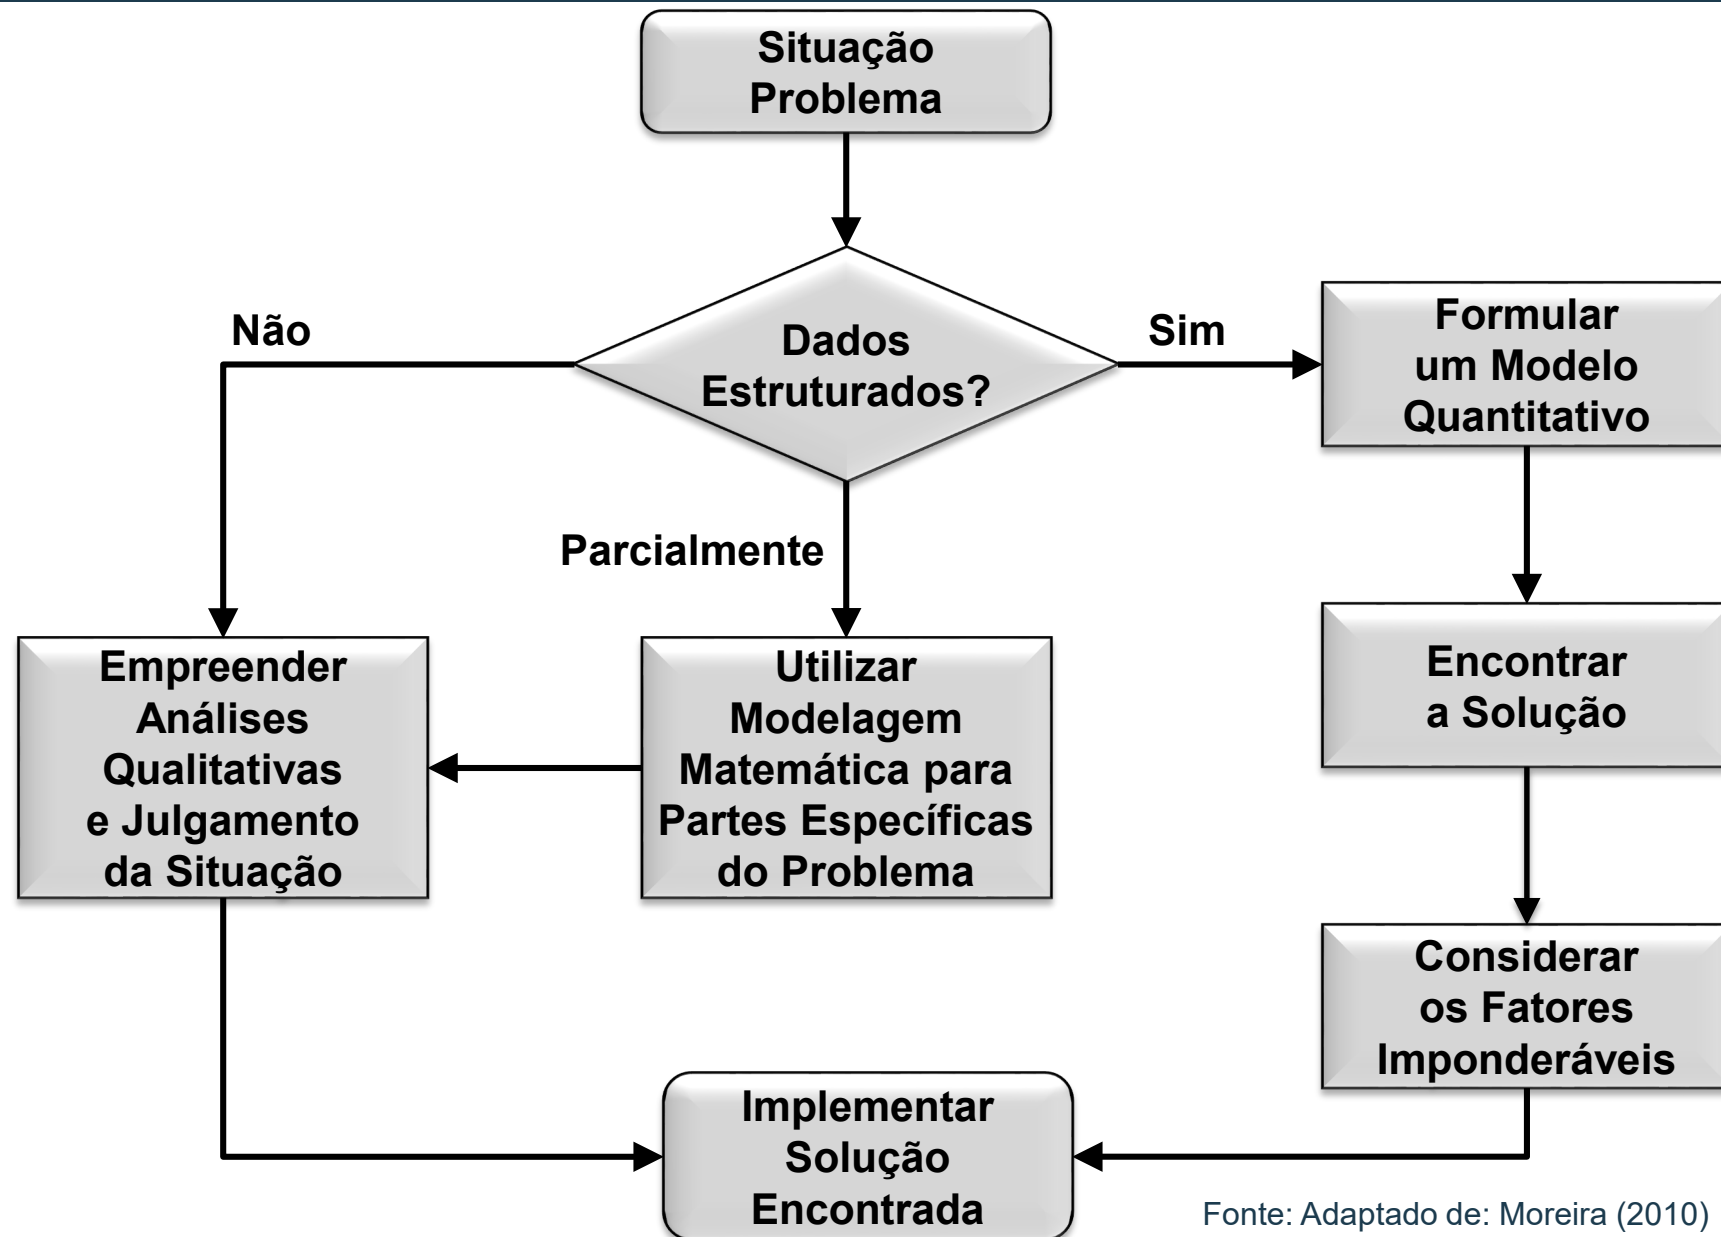 Situação
Problema
Não
Dados
Estruturados?
Sim
Formular
um Modelo
Quantitativo
Parcialmente
Empreender
Análises
Qualitativas
e Julgamento
da Situação
Utilizar
Modelagem
Matemática para
Partes Específicas
do Problema
Encontrar
a Solução
Considerar
os Fatores
Imponderáveis
Implementar
Solução
Encontrada
Fonte: Adaptado de: Moreira (2010)